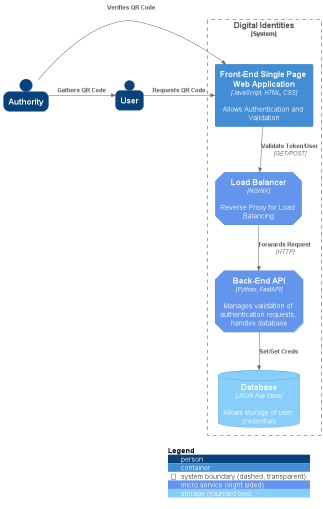 Verifies QR Code
Digital Identities
[System]
Front-End Single Page
Web Application
[JavaScript, HTML, CSS]
Allows Authentication and
Validation
Authority
Gathers QR Code
User
Requests QR Code
Validate Token/User
[GET/POST]
Load Balancer
[NGINX]
Reverse Proxy for Load
Balancing
Forwards Request
[HTTP]
Back-End API
[Python, FastAPI]
Manages validation of
authentication requests,
handles database
Set/Get Creds
Database
[JSON File Store]
Allows storage of user
credentials
Legend
person
container
system boundary (dashed, transparent)
micro service (eight sided)
storage (rounded box)